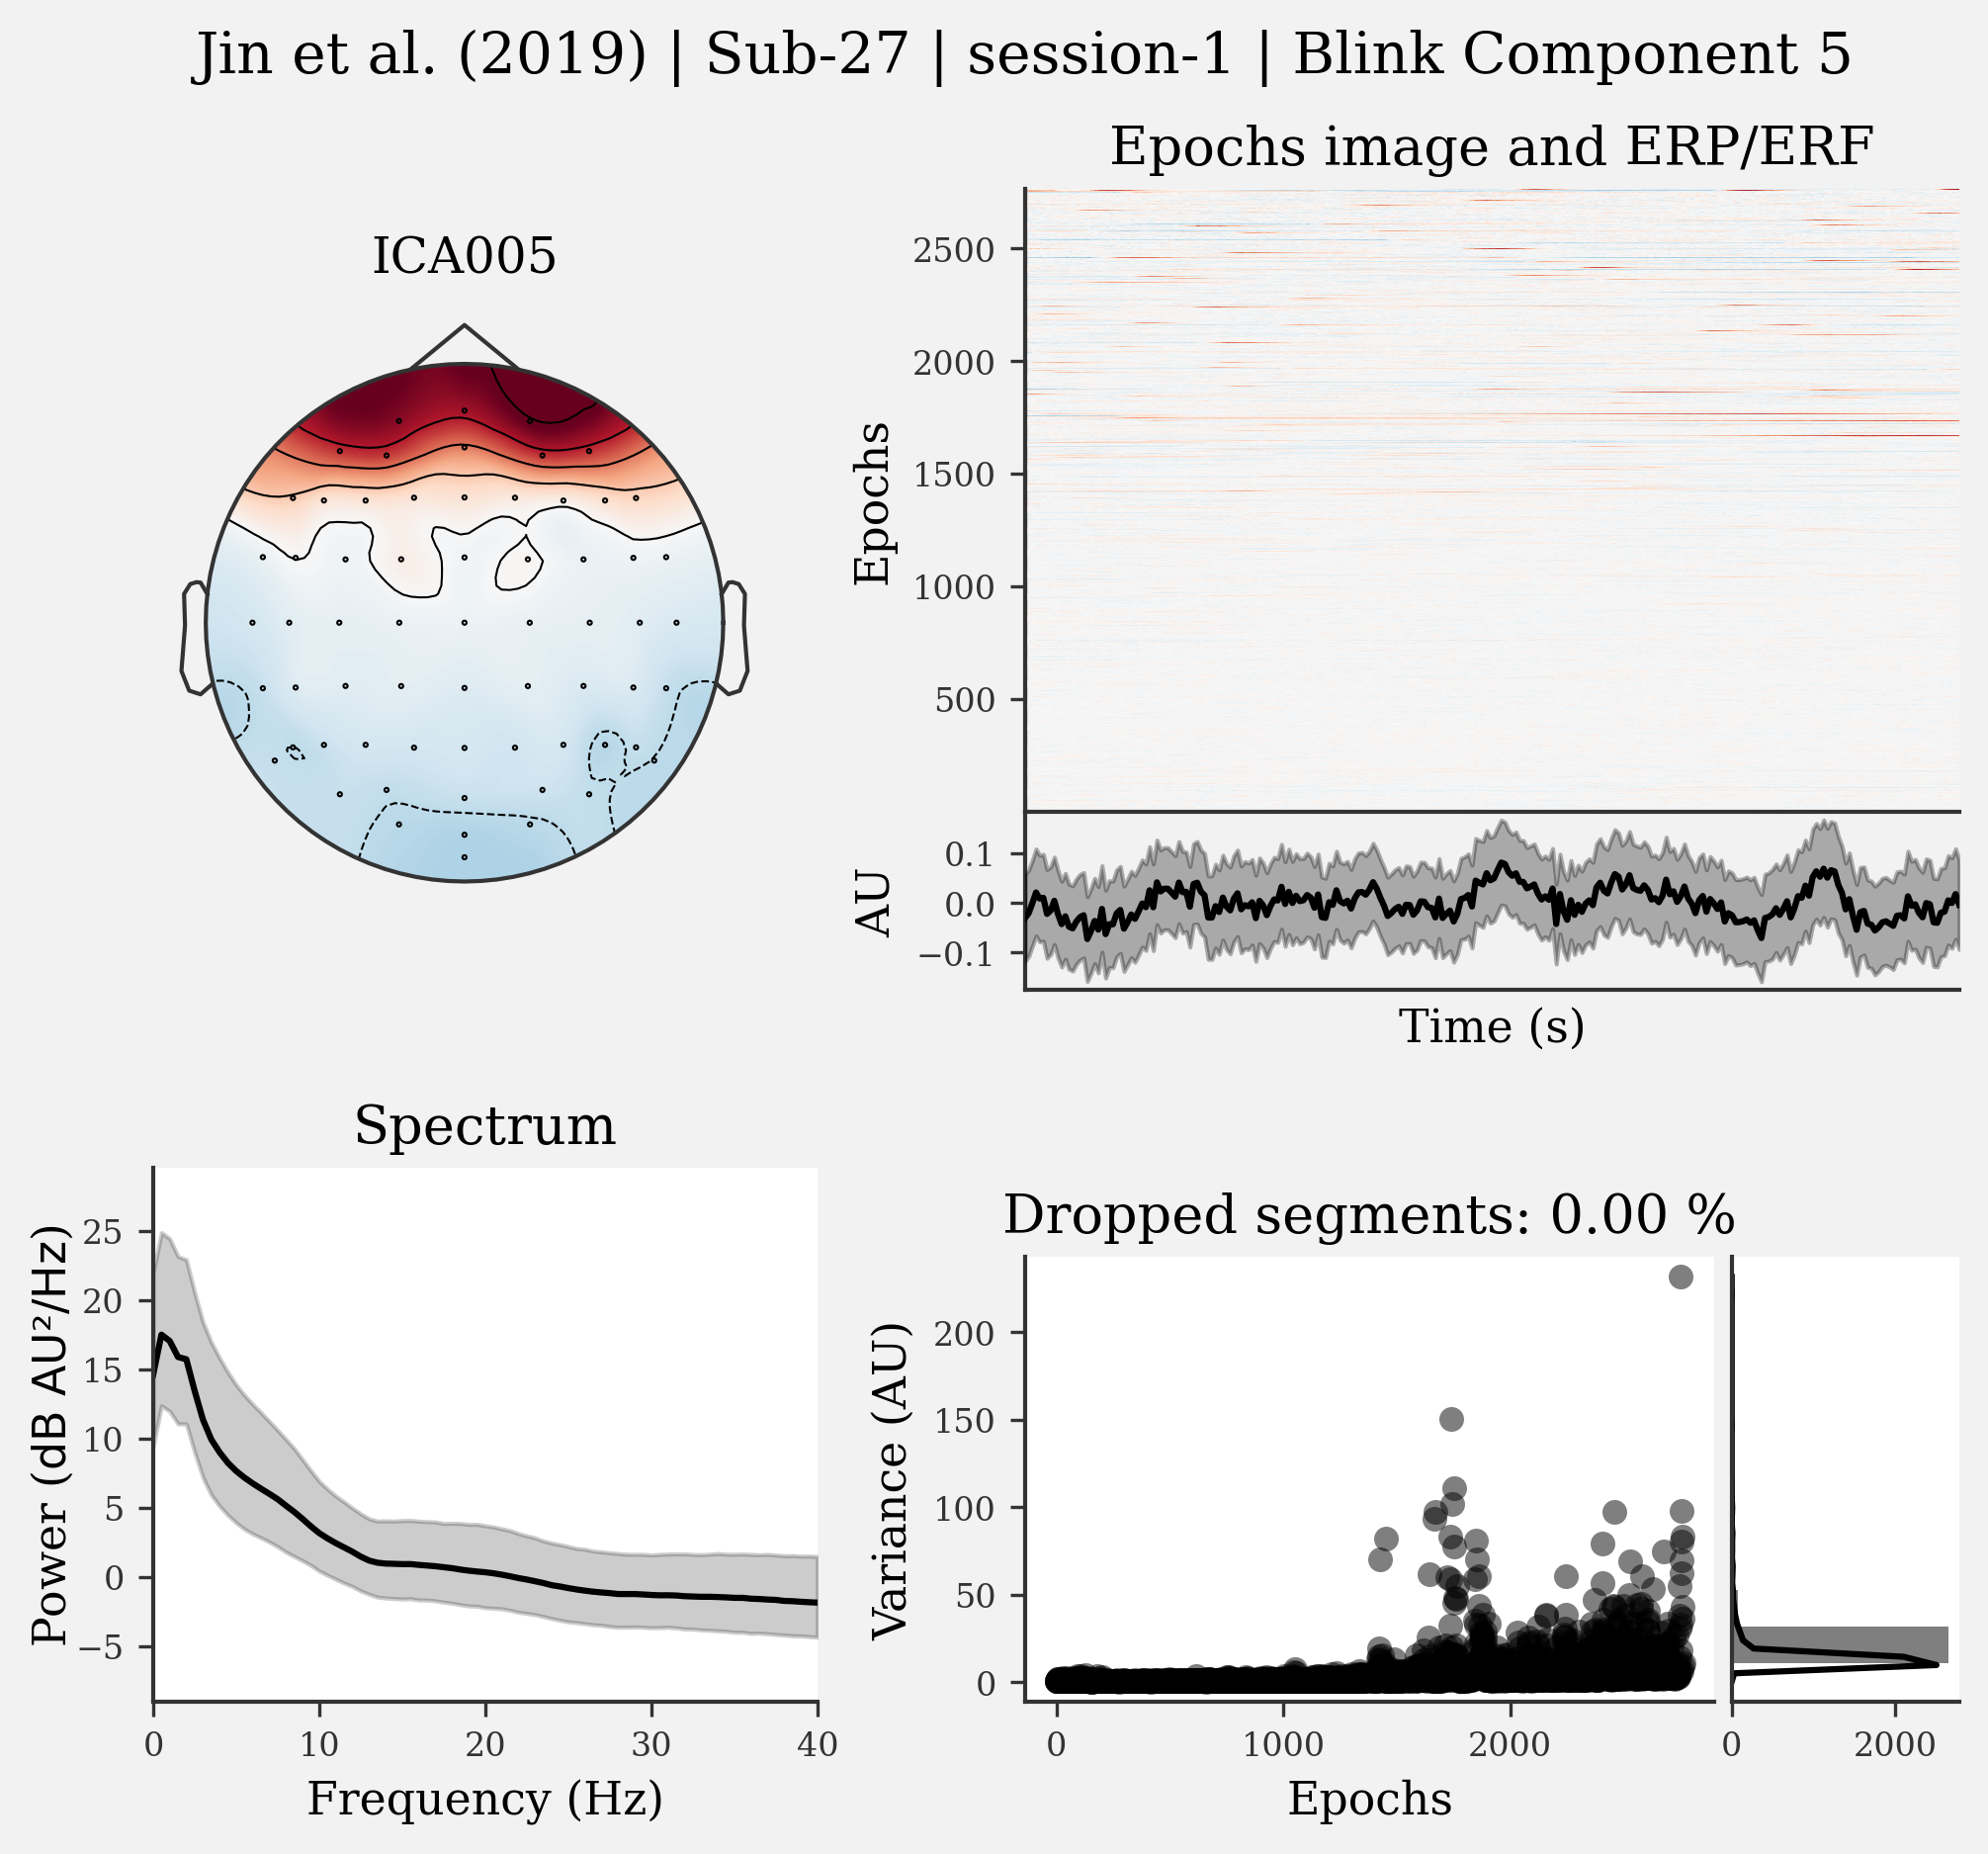 Jin et al. (2019) | Sub-27 | session-1 | Blink Component 5
ICA005
Epochs image and ERP/ERF
Epochs
2500
2000
1500
1000
500
AU
0.1
0.0
−0.1
Time (s)
Spectrum
Power (dB AU²/Hz)
25
20
15
10
5
0
−5
0 10 20 30 40
Frequency (Hz)
Dropped segments: 0.00 %
Variance (AU)
200
150
100
50
0
0 1000 2000
0 2000
Epochs